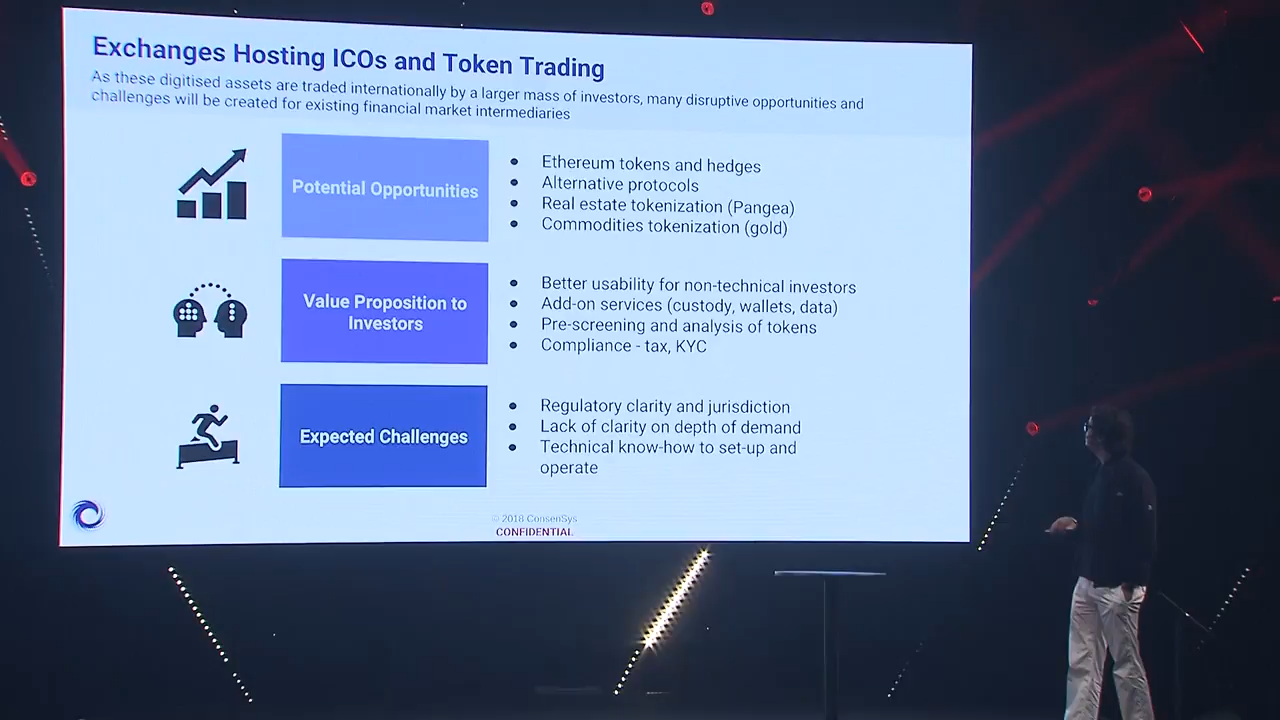 Exchanges Hosting ICOs and Token Trading
As these digitised assets are traded internationally by a larger mass of investors, many disruptive opportunities and
challenges will be created for existing financial market intermediaries
Potential Opportunities
• Ethereum tokens and hedges
• Alternative protocols
• Real estate tokenization (Pangea)
• Commodities tokenization (gold)
Value Proposition to
Investors
• Better usability for non-technical investors
• Add-on services (custody, wallets, data)
• Pre-screening and analysis of tokens
• Compliance - tax, KYC
Expected Challenges
• Regulatory clarity and jurisdiction
• Lack of clarity on depth of demand
• Technical know-how to set-up and
operate
© 2018 ConsenSys
CONFIDENTIAL